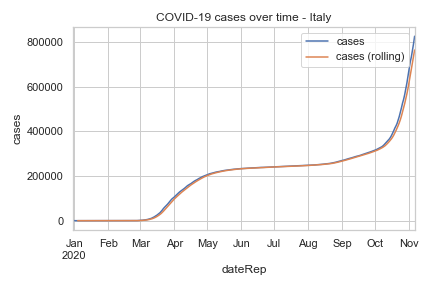 COVID-19 cases over time - Italy
cases
cases (rolling)
800000
600000
400000
200000
0
cases
Jan Feb Mar Apr May Jun Jul Aug Sep Oct Nov
2020
dateRep